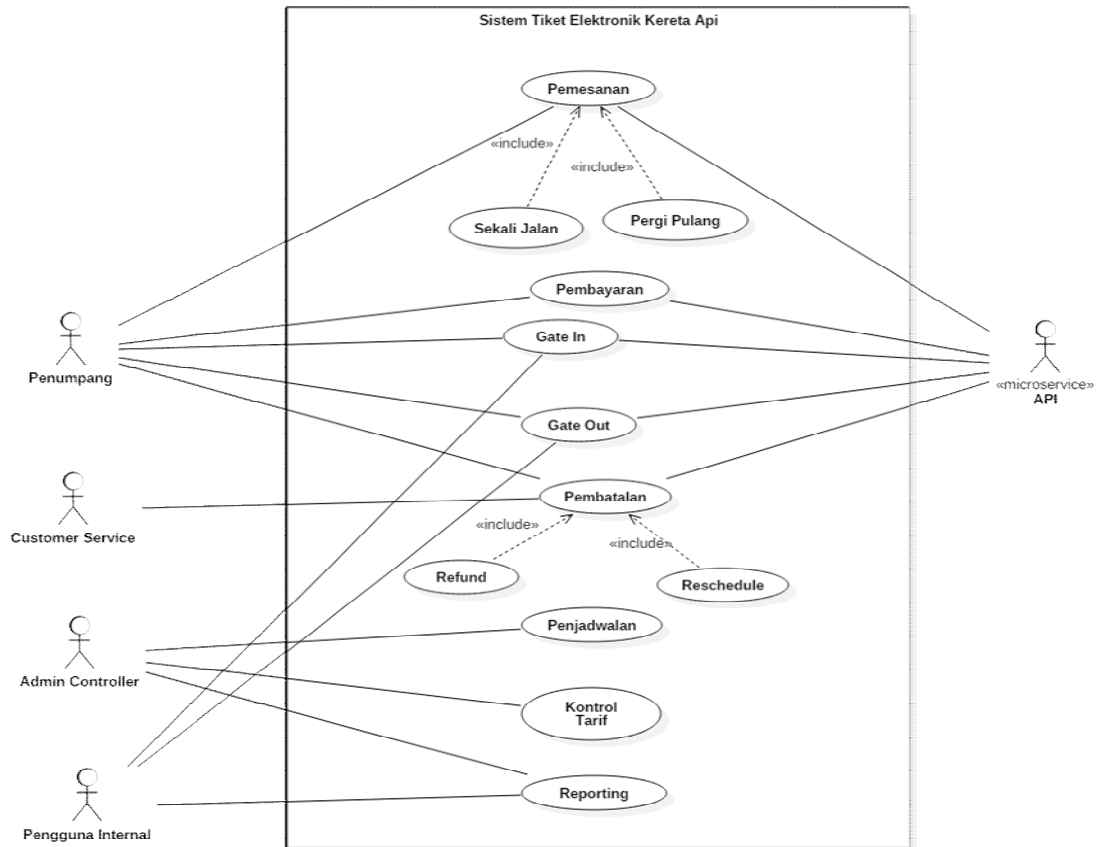 Sistem Tiket Elektronik Kereta Api
Pemesanan
«include»
«include»
Sekali Jalan
Pergi Pulang
Pembayaran
Gate In
Penumpang
«microservice»
API
Gate Out
Pembatalan
Customer Service
«include»
«include»
Refund
Reschedule
Penjadwalan
Admin Controller
Kontrol
Tarif
Reporting
Pengguna Internal